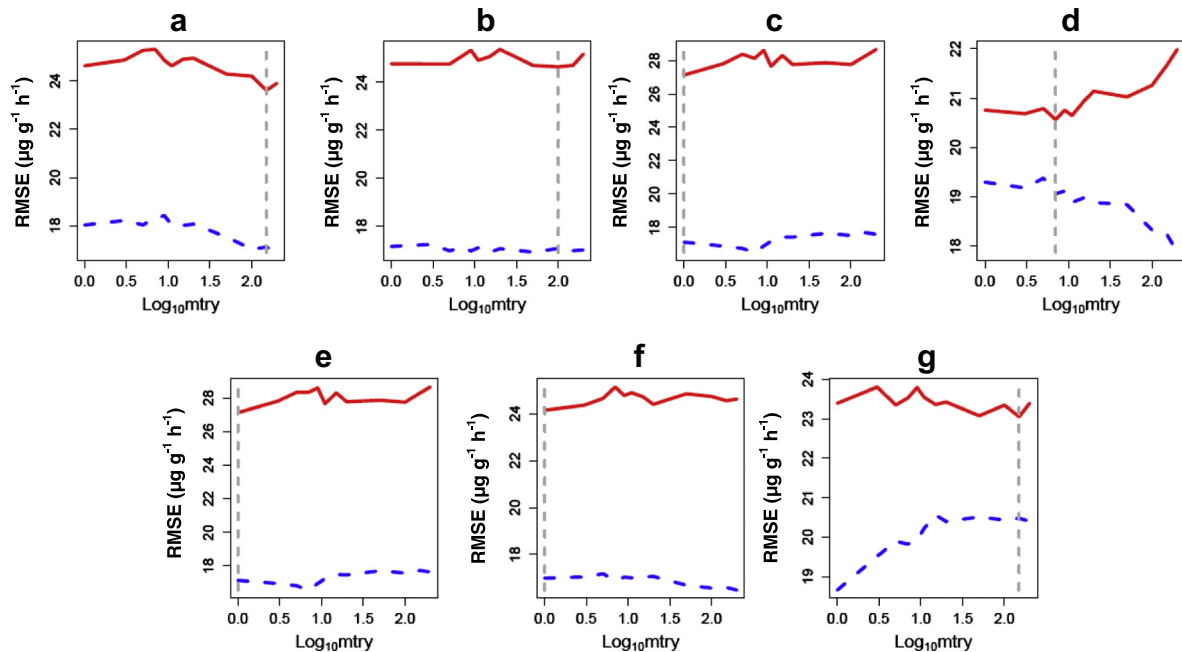 a b c d
RMSE (µg g⁻¹ h⁻¹) 18 20 22 24
0.0 0.5 1.0 1.5 2.0
Log₁₀mtry
RMSE (µg g⁻¹ h⁻¹) 18 20 22 24
0.0 0.5 1.0 1.5 2.0
Log₁₀mtry
RMSE (µg g⁻¹ h⁻¹) 18 20 22 24 26 28
0.0 0.5 1.0 1.5 2.0
Log₁₀mtry
RMSE (µg g⁻¹ h⁻¹) 18 19 20 21 22
0.0 0.5 1.0 1.5 2.0
Log₁₀mtry
e f g
RMSE (µg g⁻¹ h⁻¹) 18 20 22 24 26 28
0.0 0.5 1.0 1.5 2.0
Log₁₀mtry
RMSE (µg g⁻¹ h⁻¹) 18 20 22 24
0.0 0.5 1.0 1.5 2.0
Log₁₀mtry
RMSE (µg g⁻¹ h⁻¹) 19 20 21 22 23 24
0.0 0.5 1.0 1.5 2.0
Log₁₀mtry